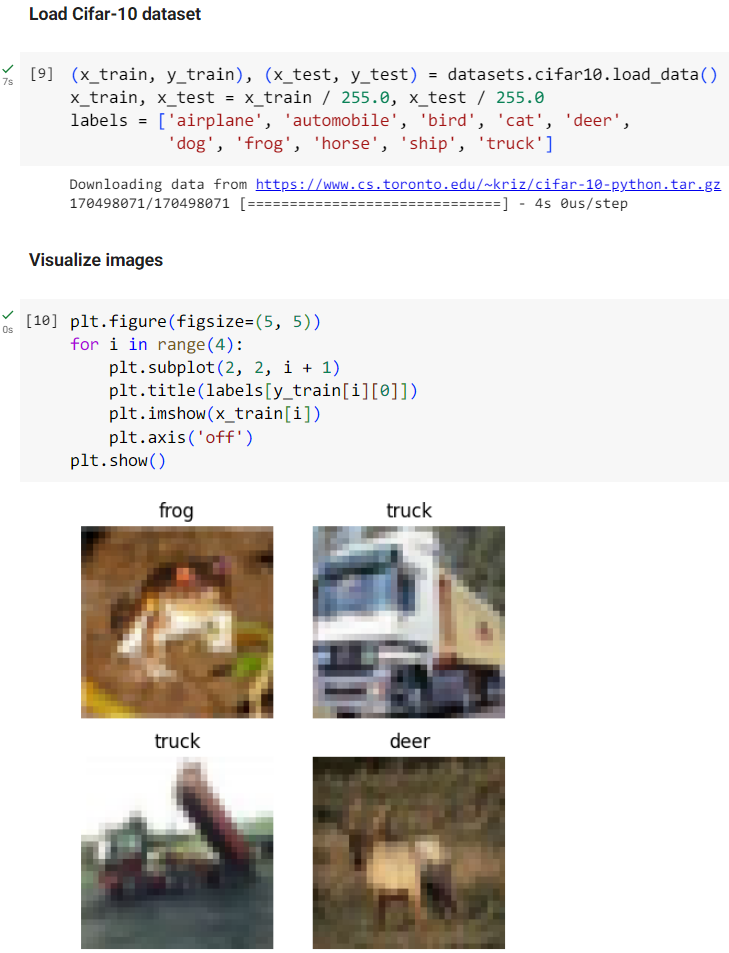 Load Cifar-10 dataset
7s
[9] (x_train, y_train), (x_test, y_test) = datasets.cifar10.load_data()
x_train, x_test = x_train / 255.0, x_test / 255.0
labels = ['airplane', 'automobile', 'bird', 'cat', 'deer',
'dog', 'frog', 'horse', 'ship', 'truck']
Downloading data from https://www.cs.toronto.edu/~kriz/cifar-10-python.tar.gz
170498071/170498071 [==============================] - 4s 0us/step
Visualize images
0s
[10] plt.figure(figsize=(5, 5))
for i in range(4):
plt.subplot(2, 2, i + 1)
plt.title(labels[y_train[i][0]])
plt.imshow(x_train[i])
plt.axis('off')
plt.show()
frog truck
truck deer